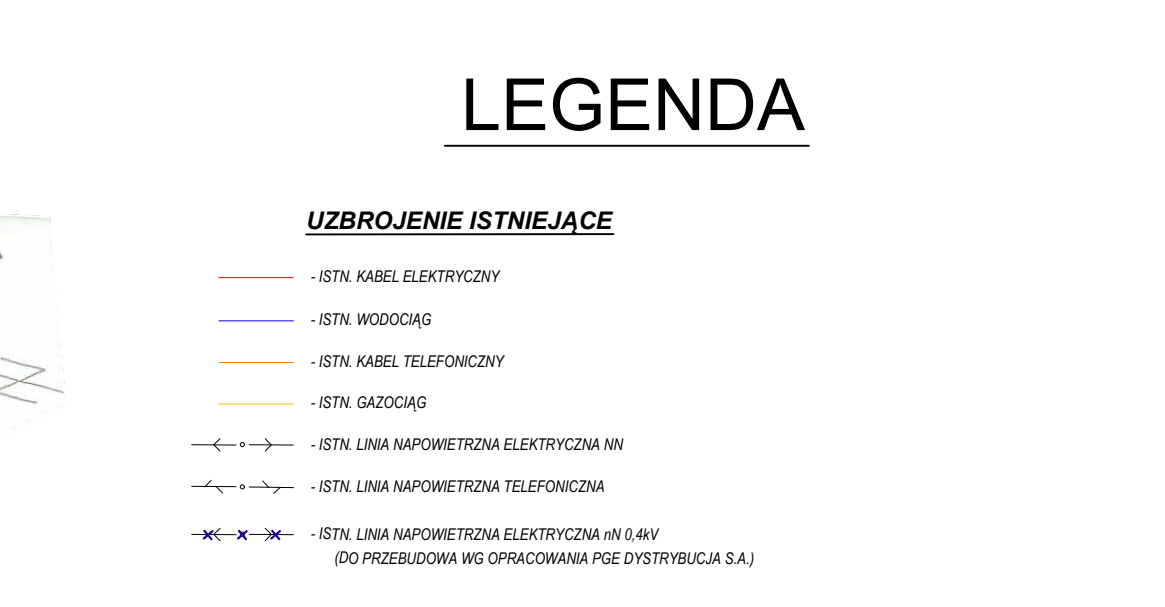 LEGENDA
UZBROJENIE ISTNIEJĄCE
- ISTN. KABEL ELEKTRYCZNY
- ISTN. WODOCIĄG
- ISTN. KABEL TELEFONICZNY
- ISTN. GAZOCIĄG
- ISTN. LINIA NAPOWIETRZNA ELEKTRYCZNA NN
- ISTN. LINIA NAPOWIETRZNA TELEFONICZNA
- ISTN. LINIA NAPOWIETRZNA ELEKTRYCZNA nN 0,4kV
(DO PRZEBUDOWA WG OPRACOWANIA PGE DYSTRYBUCJA S.A.)